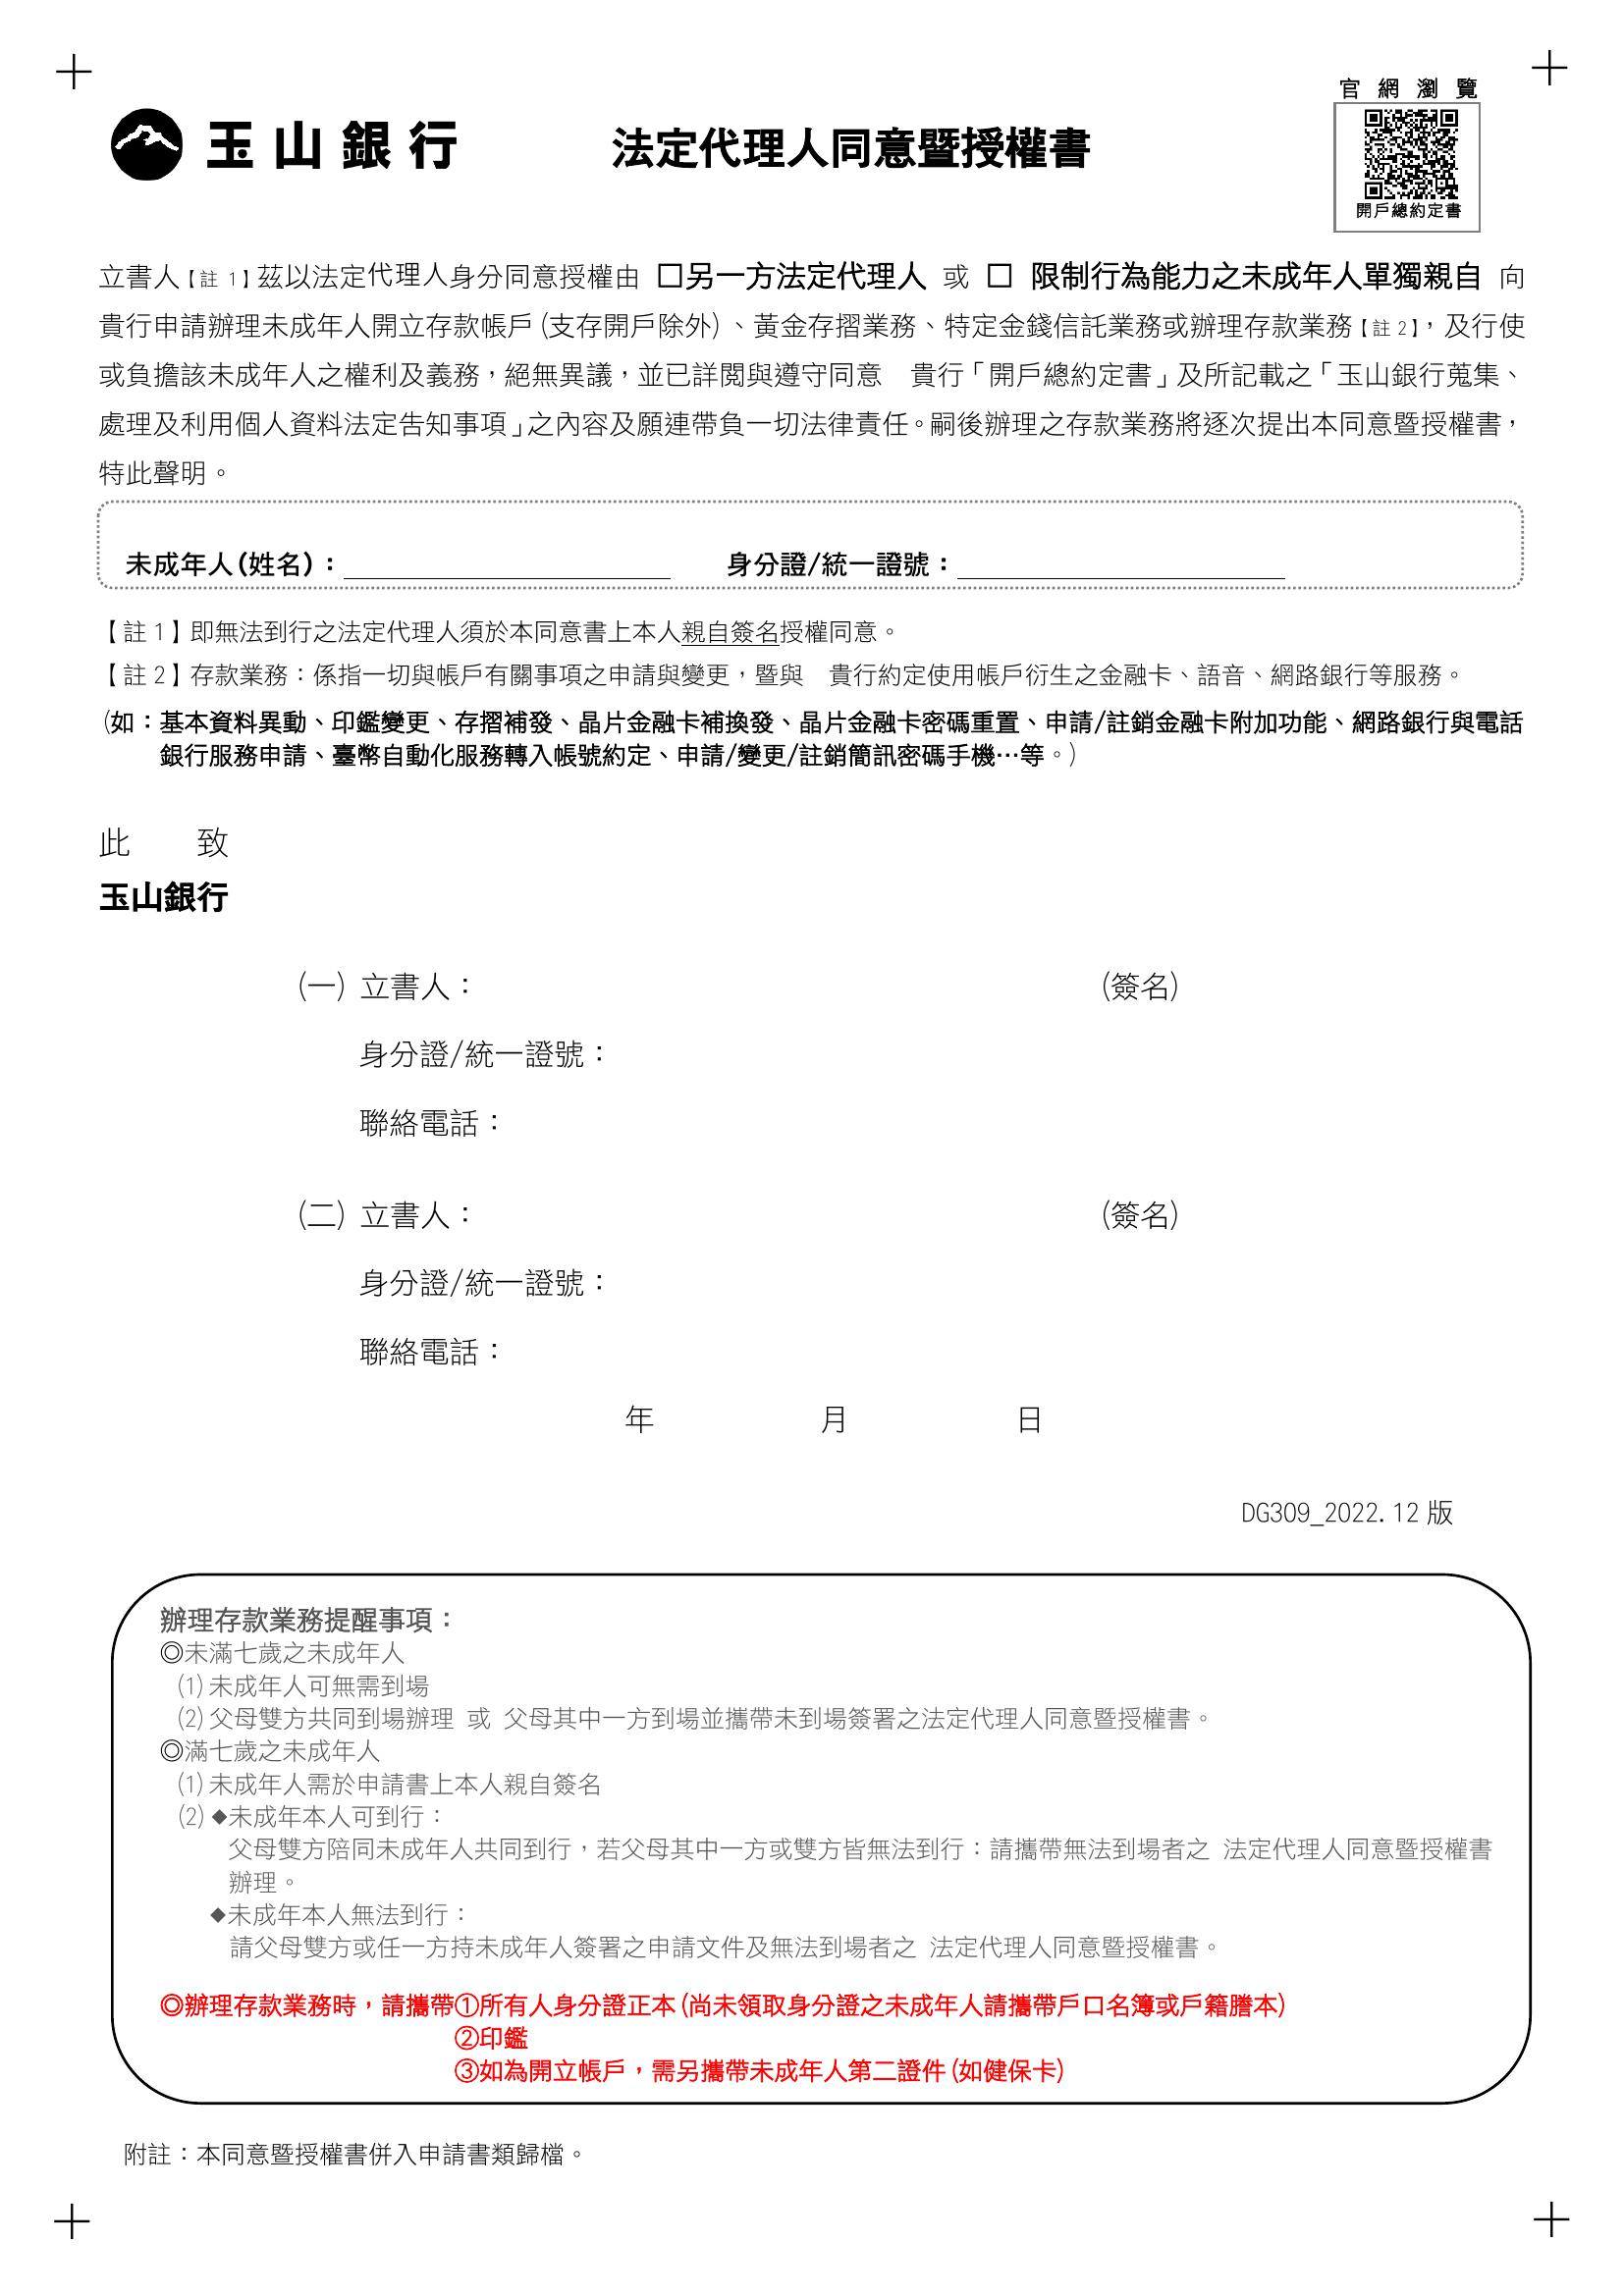 官網瀏覽
玉山銀行 法定代理人同意暨授權書
開戶總約定書
立書人【註 1】茲以法定代理人身分同意授權由 □另一方法定代理人 或 □ 限制行為能力之未成年人單獨親自 向
貴行申請辦理未成年人開立存款帳戶(支存開戶除外)、黃金存摺業務、特定金錢信託業務或辦理存款業務【註 2】,及行使
或負擔該未成年人之權利及義務,絕無異議,並已詳閱與遵守同意 貴行「開戶總約定書」及所記載之「玉山銀行蒐集、
處理及利用個人資料法定告知事項」之內容及願連帶負一切法律責任。嗣後辦理之存款業務將逐次提出本同意暨授權書,
特此聲明。
未成年人(姓名): 身分證/統一證號:
【註 1】即無法到行之法定代理人須於本同意書上本人親自簽名授權同意。
【註 2】存款業務:係指一切與帳戶有關事項之申請與變更,暨與 貴行約定使用帳戶衍生之金融卡、語音、網路銀行等服務。
(如:基本資料異動、印鑑變更、存摺補發、晶片金融卡補換發、晶片金融卡密碼重置、申請/註銷金融卡附加功能、網路銀行與電話
銀行服務申請、臺幣自動化服務轉入帳號約定、申請/變更/註銷簡訊密碼手機…等。)
此 致
玉山銀行
(一) 立書人: (簽名)
身分證/統一證號:
聯絡電話:
(二) 立書人: (簽名)
身分證/統一證號:
聯絡電話:
年 月 日
DG309_2022.12 版
辦理存款業務提醒事項:
◎未滿七歲之未成年人
(1)未成年人可無需到場
(2)父母雙方共同到場辦理 或 父母其中一方到場並攜帶未到場簽署之法定代理人同意暨授權書。
◎滿七歲之未成年人
(1)未成年人需於申請書上本人親自簽名
(2)◆未成年本人可到行:
父母雙方陪同未成年人共同到行,若父母其中一方或雙方皆無法到行:請攜帶無法到場者之 法定代理人同意暨授權書
辦理。
◆未成年本人無法到行:
請父母雙方或任一方持未成年人簽署之申請文件及無法到場者之 法定代理人同意暨授權書。
◎辦理存款業務時,請攜帶①所有人身分證正本(尚未領取身分證之未成年人請攜帶戶口名簿或戶籍謄本)
②印鑑
③如為開立帳戶,需另攜帶未成年人第二證件(如健保卡)
附註:本同意暨授權書併入申請書類歸檔。